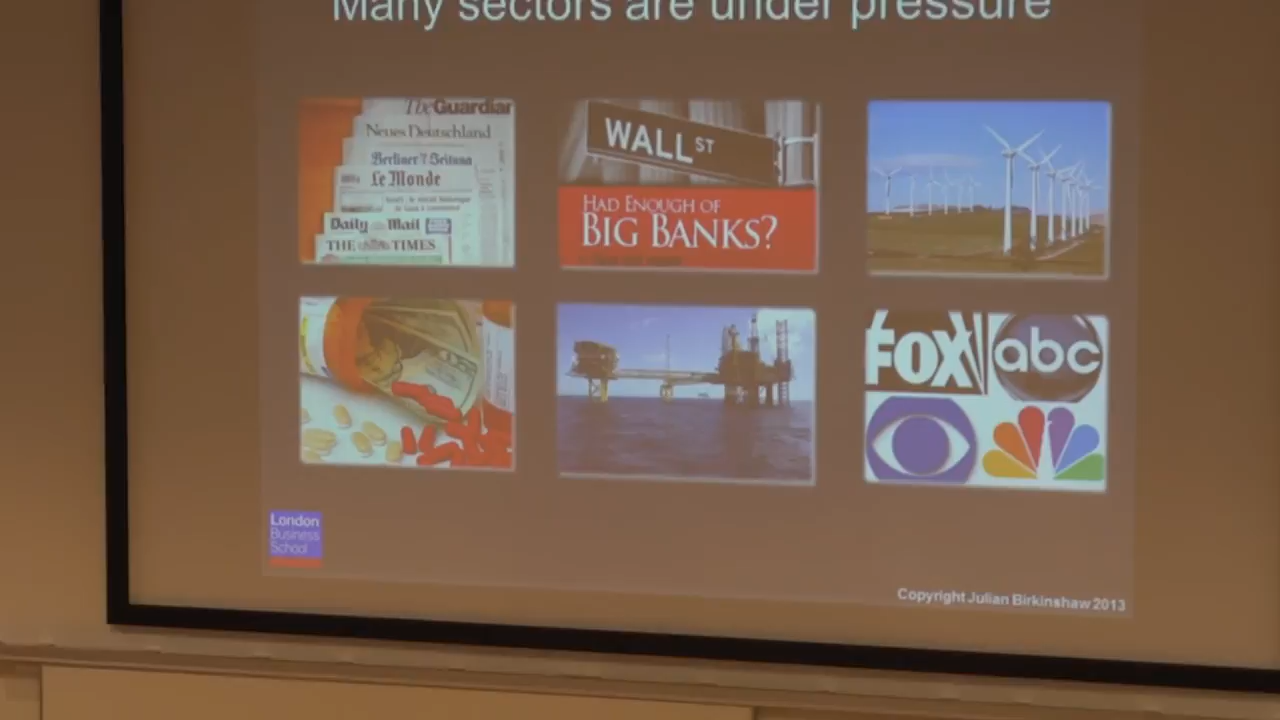 Many sectors are under pressure
The Guardian
Neues Deutschland
Berliner Zeitung
Le Monde
Daily Mail
THE TIMES
WALL ST
HAD ENOUGH OF
BIG BANKS?
FOX
abc
London
Business
School
Copyright Julian Birkinshaw 2013